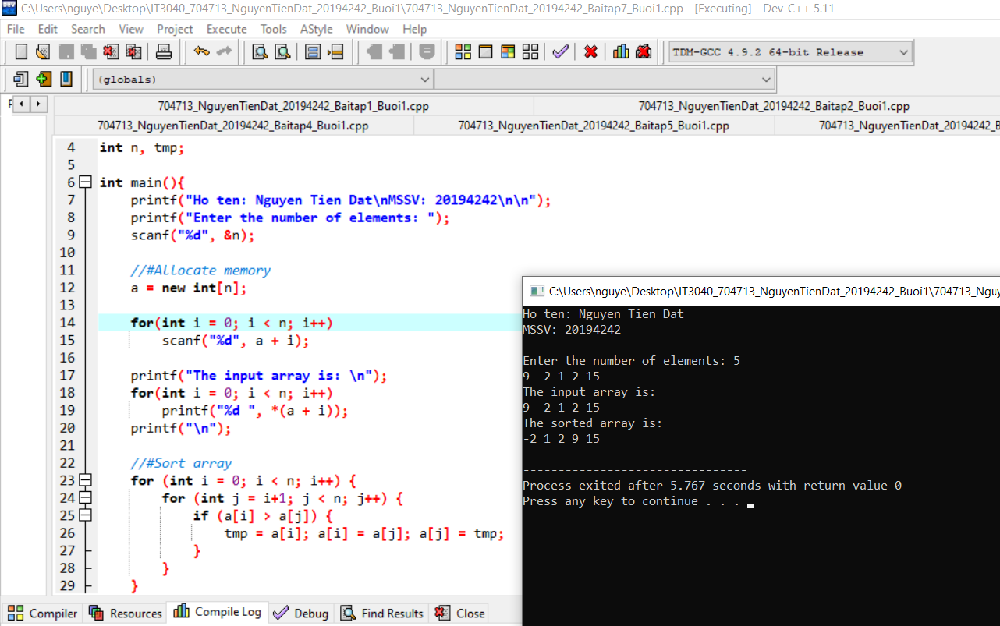 C:\Users\nguye\Desktop\IT3040_704713_NguyenTienDat_20194242_Buoi1\704713_NguyenTienDat_20194242_Baitap7_Buoi1.cpp - [Executing] - Dev-C++ 5.11
File Edit Search View Project Execute Tools AStyle Window Help
TDM-GCC 4.9.2 64-bit Release
(globals)
704713_NguyenTienDat_20194242_Baitap1_Buoi1.cpp 704713_NguyenTienDat_20194242_Baitap2_Buoi1.cpp
704713_NguyenTienDat_20194242_Baitap4_Buoi1.cpp 704713_NguyenTienDat_20194242_Baitap5_Buoi1.cpp 704713_NguyenTienDat_20194242_B
4 int n, tmp;
5
6 int main(){
7 printf("Ho ten: Nguyen Tien Dat\nMSSV: 20194242\n\n");
8 printf("Enter the number of elements: ");
9 scanf("%d", &n);
10
11 //#Allocate memory
12 a = new int[n];
13
14 for(int i = 0; i < n; i++)
15 scanf("%d", a + i);
16
17 printf("The input array is: \n");
18 for(int i = 0; i < n; i++)
19 printf("%d ", *(a + i));
20 printf("\n");
21
22 //#Sort array
23 for (int i = 0; i < n; i++) {
24 for (int j = i+1; j < n; j++) {
25 if (a[i] > a[j]) {
26 tmp = a[i]; a[i] = a[j]; a[j] = tmp;
27 }
28 }
29 }
C:\Users\nguye\Desktop\IT3040_704713_NguyenTienDat_20194242_Buoi1\704713_Nguy
Ho ten: Nguyen Tien Dat
MSSV: 20194242
Enter the number of elements: 5
9 -2 1 2 15
The input array is:
9 -2 1 2 15
The sorted array is:
-2 1 2 9 15
--------------------------------
Process exited after 5.767 seconds with return value 0
Press any key to continue . . .
Compiler Resources Compile Log Debug Find Results Close